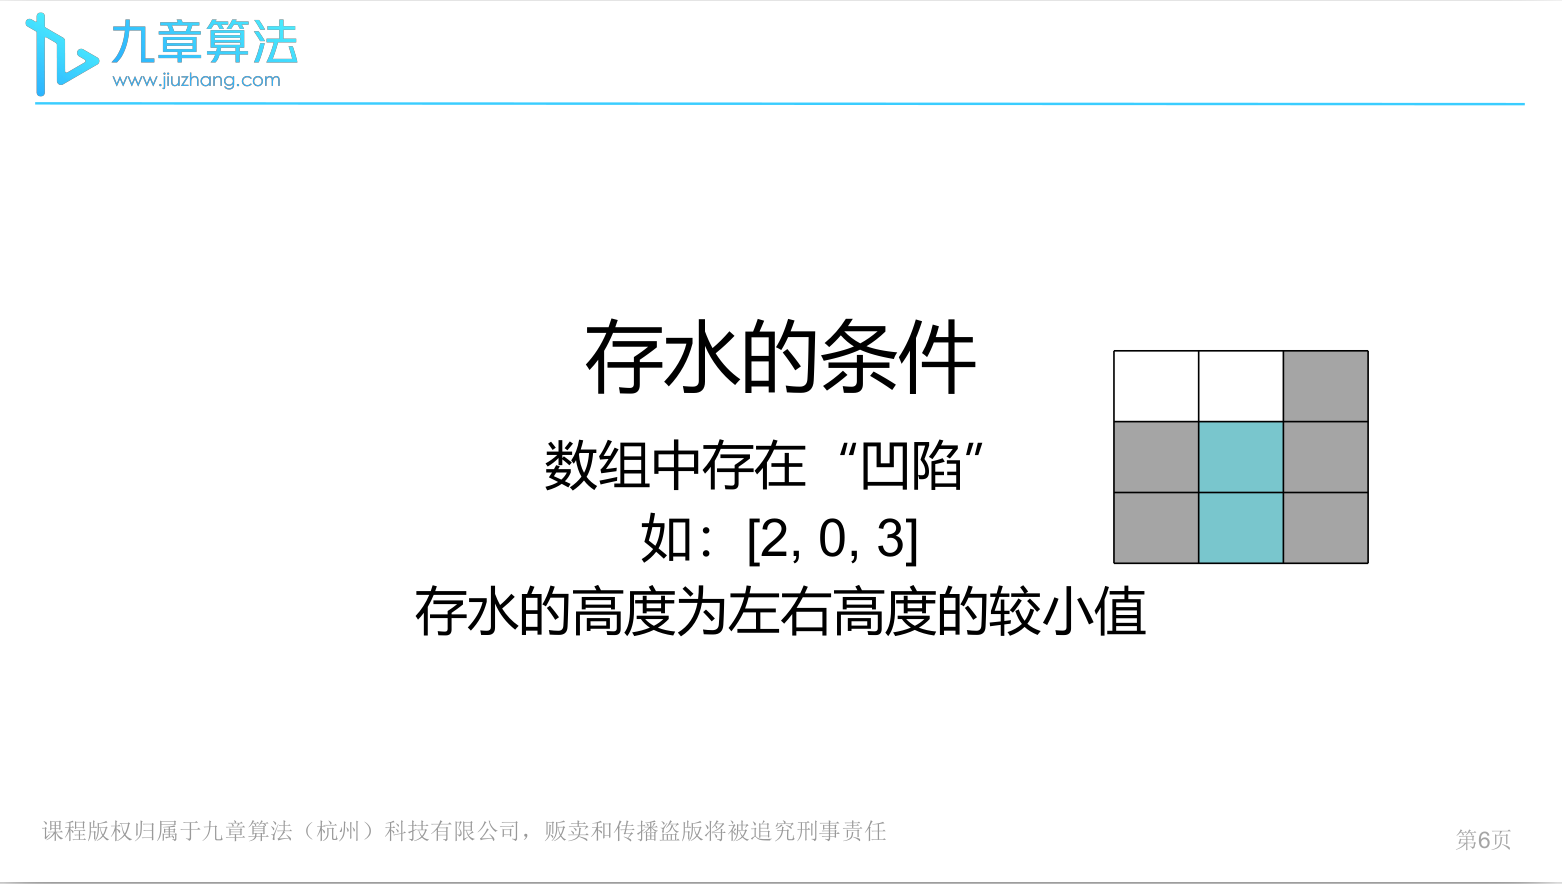 九章算法
www.jiuzhang.com
存水的条件
数组中存在“凹陷”
如：[2, 0, 3]
存水的高度为左右高度的较小值
课程版权归属于九章算法（杭州）科技有限公司，贩卖和传播盗版将被追究刑事责任
第6页